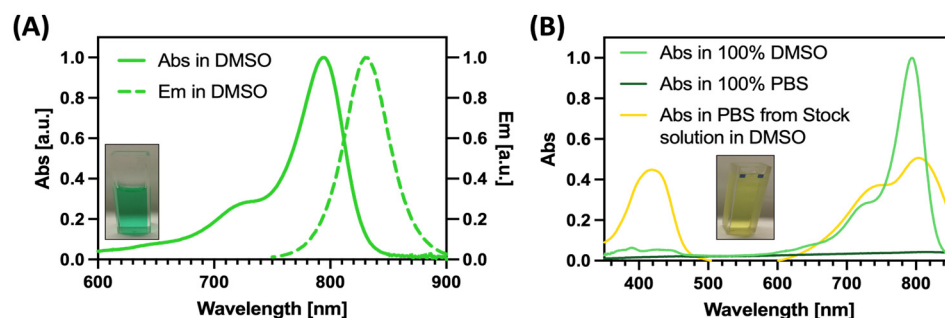 (A)
Abs in DMSO
Em in DMSO
Abs [a.u.]
1.0
0.8
0.6
0.4
0.2
0.0
1.0
0.8
0.6
0.4
0.2
0.0
Em [a.u.]
600
700
800
900
Wavelength [nm]
(B)
Abs in 100% DMSO
Abs in 100% PBS
Abs in PBS from Stock
solution in DMSO
Abs
1.0
0.8
0.6
0.4
0.2
0.0
400
500
600
700
800
Wavelength [nm]